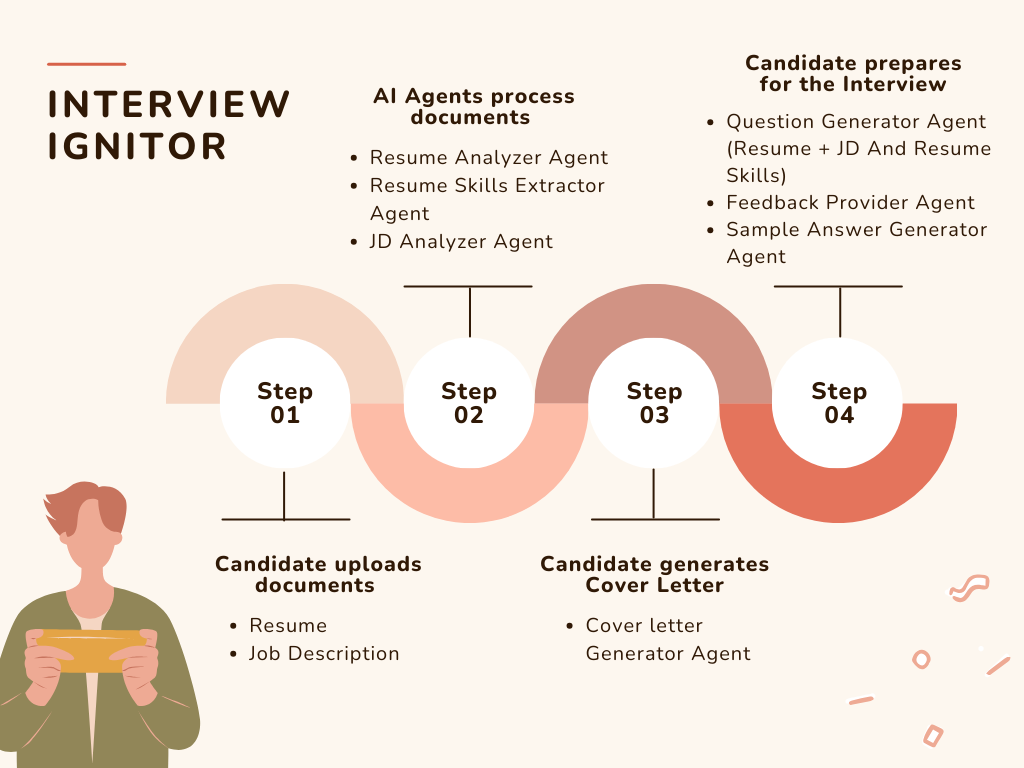 INTERVIEW
IGNITOR
Step
01
Candidate uploads
documents
• Resume
• Job Description
Step
02
AI Agents process
documents
• Resume Analyzer Agent
• Resume Skills Extractor
Agent
• JD Analyzer Agent
Step
03
Candidate generates
Cover Letter
• Cover letter
Generator Agent
Step
04
Candidate prepares
for the Interview
• Question Generator Agent
(Resume + JD And Resume
Skills)
• Feedback Provider Agent
• Sample Answer Generator
Agent